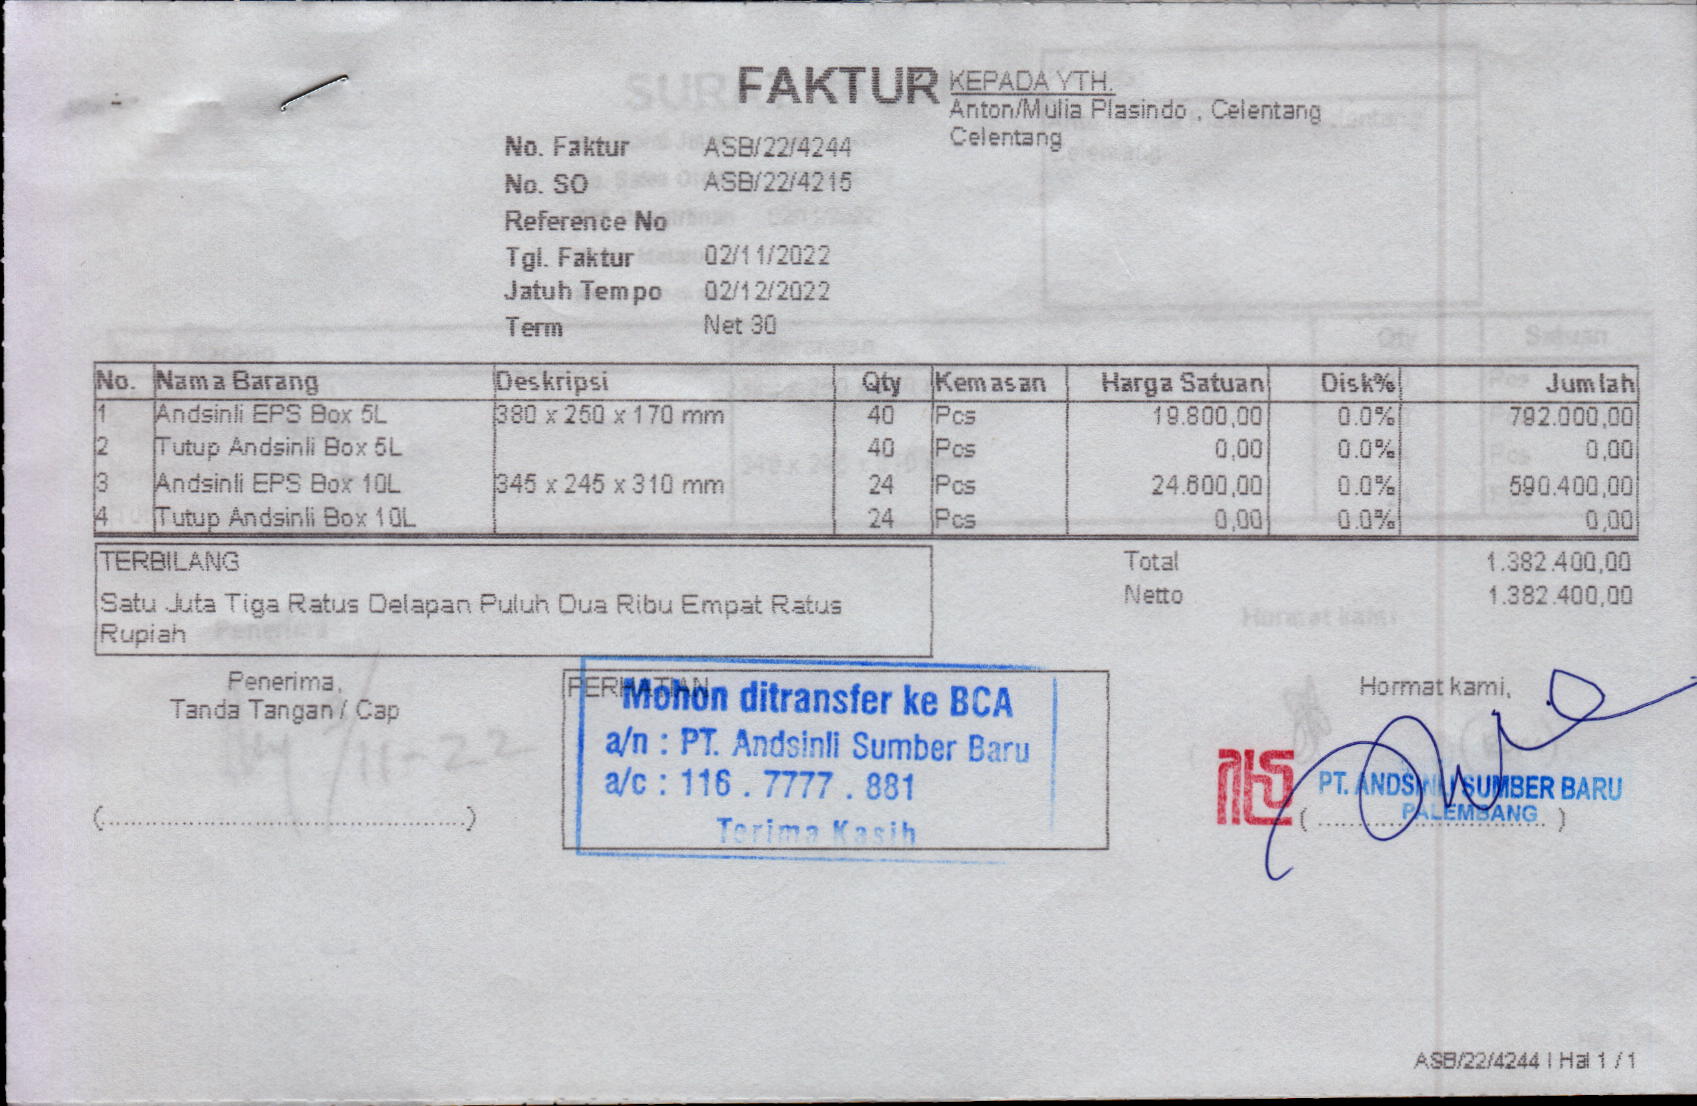 FAKTUR
KEPADA YTH.
Anton/Mulia Plasindo , Celentang
Celentang
No. Faktur ASB/22/4244
No. SO ASB/22/4215
Reference No
Tgl. Faktur 02/11/2022
Jatuh Tempo 02/12/2022
Term Net 30
No. Nama Barang Deskripsi Qty Kemasan Harga Satuan Disk% Jumlah
1 Andsinli EPS Box 5L 380 x 250 x 170 mm 40 Pcs 19.800,00 0.0% 792.000,00
2 Tutup Andsinli Box 5L 40 Pcs 0,00 0.0% 0,00
3 Andsinli EPS Box 10L 345 x 245 x 310 mm 24 Pcs 24.600,00 0.0% 590.400,00
4 Tutup Andsinli Box 10L 24 Pcs 0,00 0.0% 0,00
TERBILANG
Satu Juta Tiga Ratus Delapan Puluh Dua Ribu Empat Ratus
Rupiah
Total 1.382.400,00
Netto 1.382.400,00
Penerima,
Tanda Tangan / Cap
(............................................)
PERHATIAN
Mohon ditransfer ke BCA
a/n : PT. Andsinli Sumber Baru
a/c : 116 . 7777 . 881
Terima Kasih
Hormat kami,
PT. ANDSINLI SUMBER BARU
PALEMBANG
(............................)
ASB/22/4244 | Hal 1 / 1